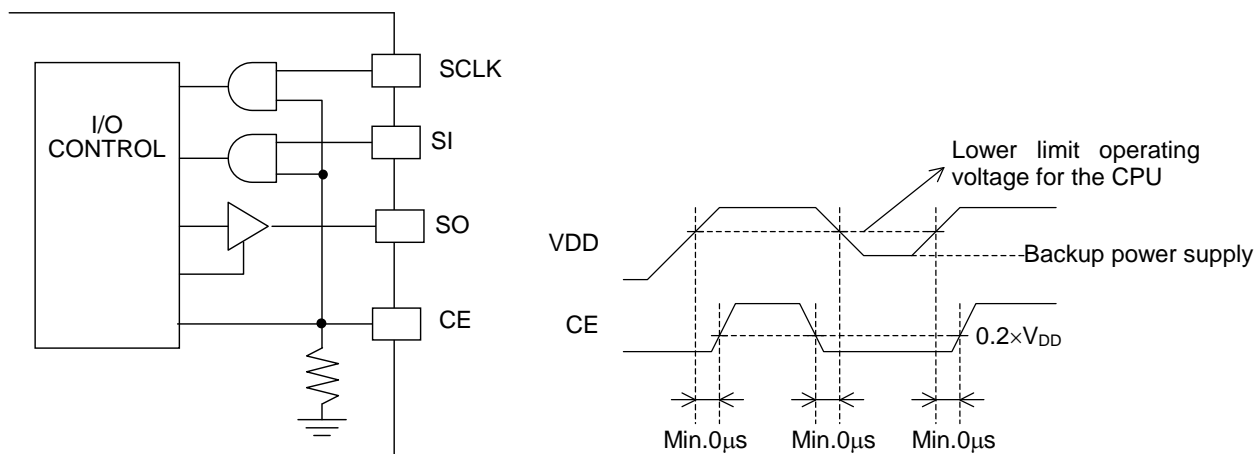 SCLK
I/O
CONTROL
SI
SO
CE
Lower limit operating
voltage for the CPU
VDD
Backup power supply
CE
0.2×VDD
Min.0μs
Min.0μs
Min.0μs